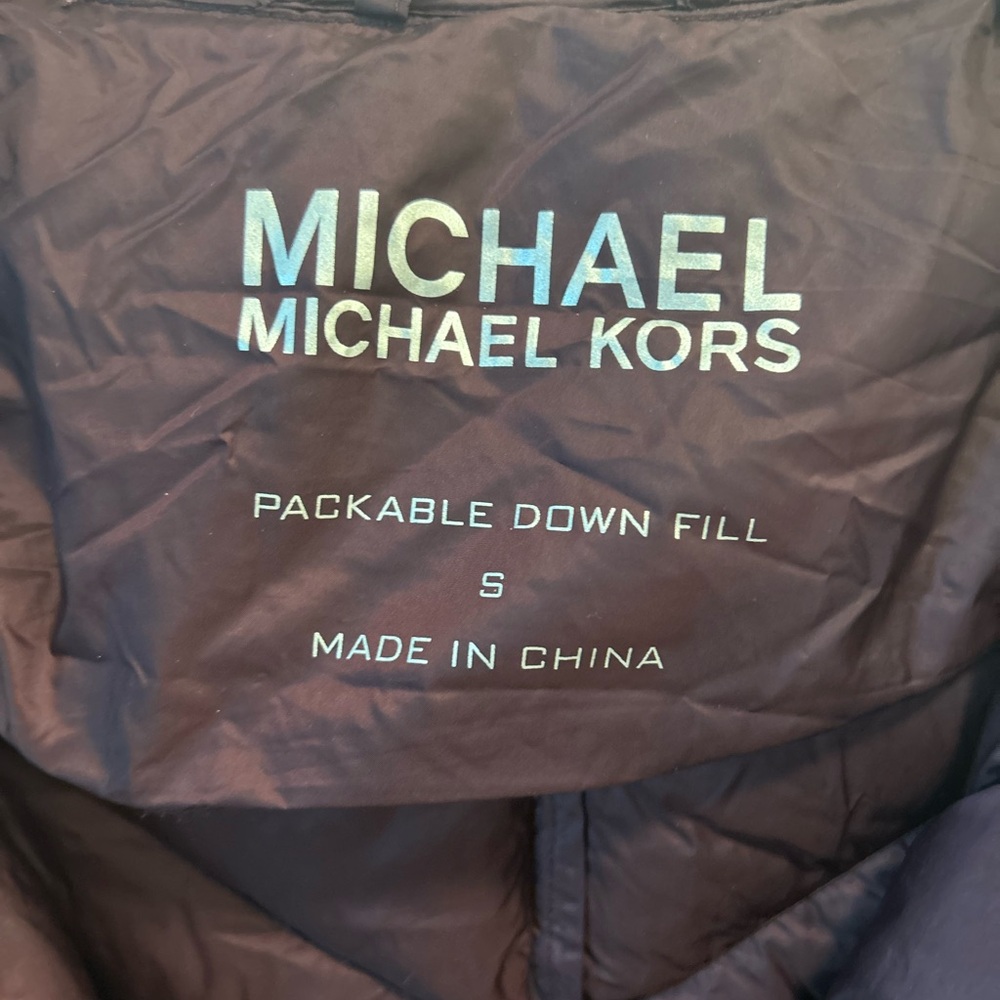 MICHAEL
MICHAEL KORS
PACKABLE DOWN FILL
S
MADE IN CHINA